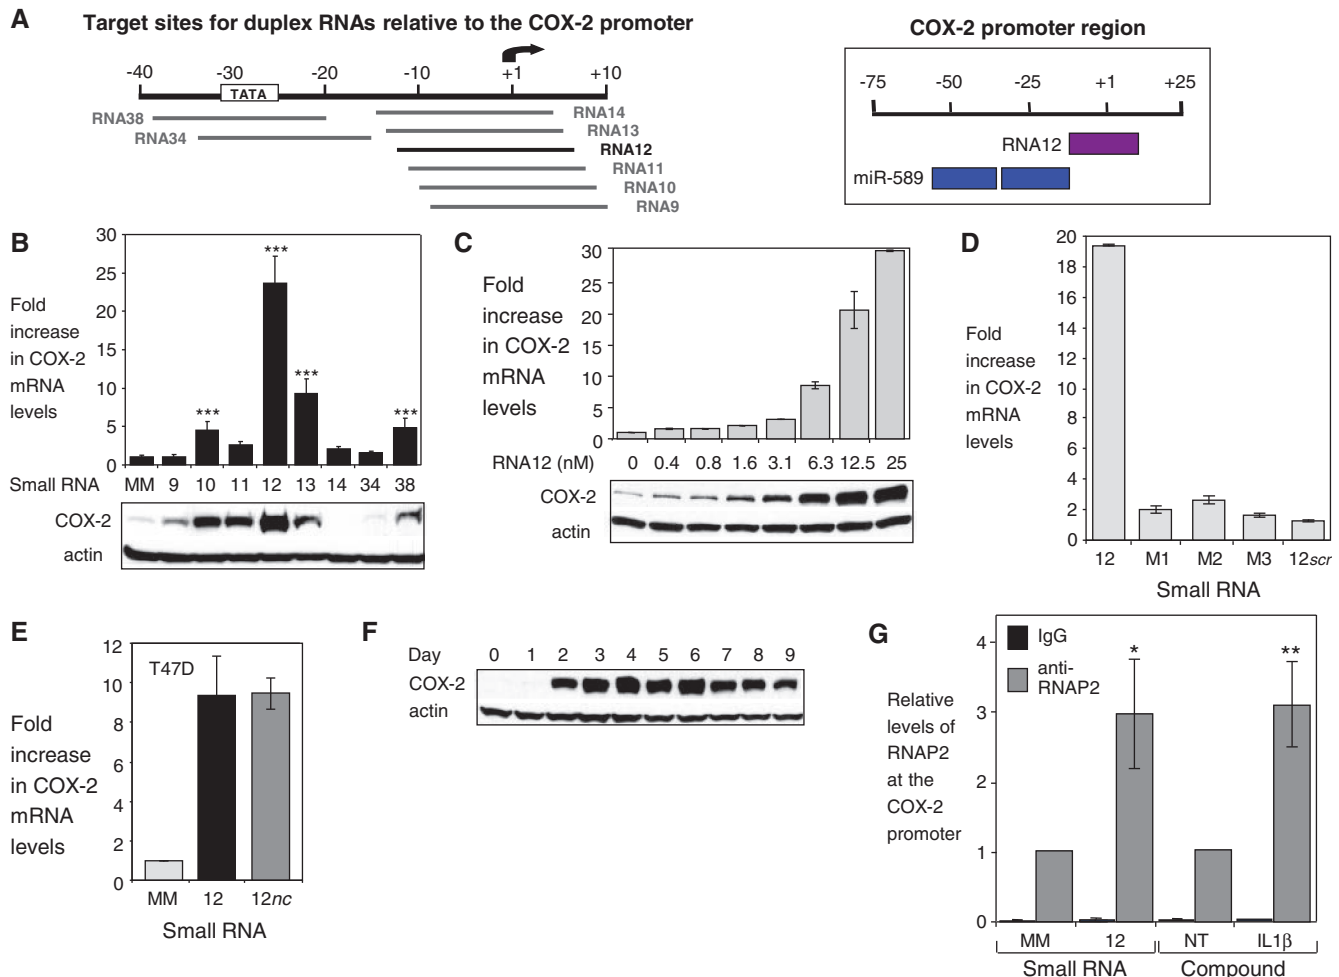 A
Target sites for duplex RNAs relative to the COX-2 promoter
-40 -30 -20 -10 +1 +10
TATA
RNA38
RNA34
RNA14
RNA13
RNA12
RNA11
RNA10
RNA9
COX-2 promoter region
-75 -50 -25 +1 +25
RNA12
miR-589
B
Fold
increase
in COX-2
mRNA
levels
30
25
20
15
10
5
0
***
***
***
***
Small RNA MM 9 10 11 12 13 14 34 38
COX-2
actin
C
Fold
increase
in COX-2
mRNA
levels
30
25
20
15
10
5
0
RNA12 (nM) 0 0.4 0.8 1.6 3.1 6.3 12.5 25
COX-2
actin
D
Fold
increase
in COX-2
mRNA
levels
20
18
16
14
12
10
8
6
4
2
0
12 M1 M2 M3 12scr
Small RNA
E
T47D
Fold
increase
in COX-2
mRNA
levels
12
10
8
6
4
2
0
MM 12 12nc
Small RNA
F
Day 0 1 2 3 4 5 6 7 8 9
COX-2
actin
G
IgG
anti-
RNAP2
Relative
levels of
RNAP2
at the
COX-2
promoter
4
3
2
1
0
*
**
MM 12 NT IL1β
Small RNA Compound